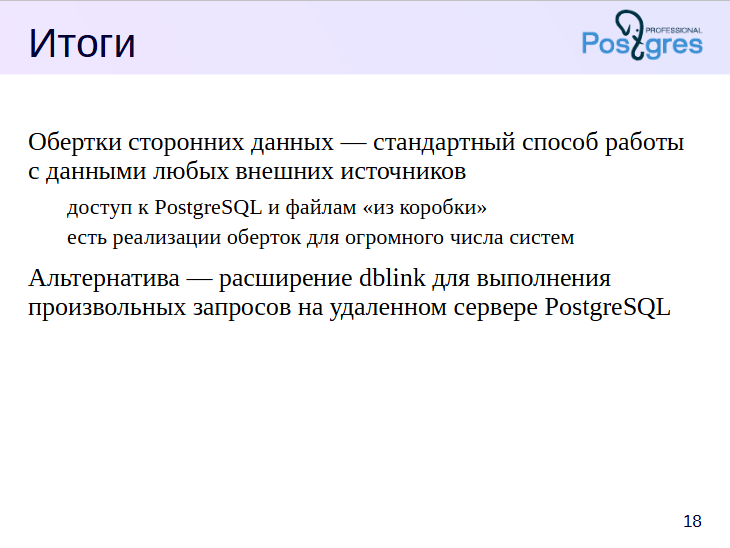 Итоги
PROFESSIONAL
Postgres
Обертки сторонних данных — стандартный способ работы
с данными любых внешних источников
доступ к PostgreSQL и файлам «из коробки»
есть реализации оберток для огромного числа систем
Альтернатива — расширение dblink для выполнения
произвольных запросов на удаленном сервере PostgreSQL
18